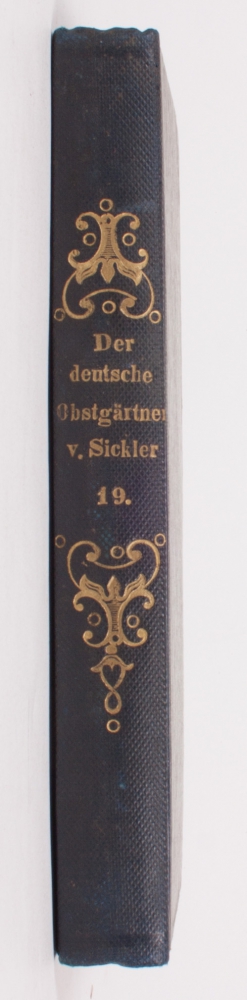 Der
deutsche
Obstgärtner
v. Sickler
19.